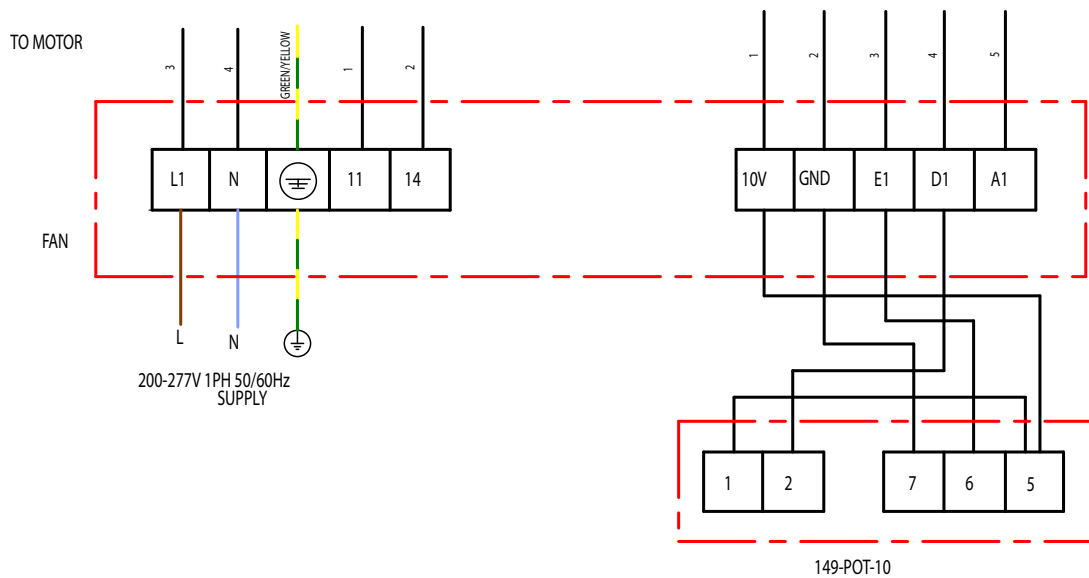 TO MOTOR
3
4
GREEN/YELLOW
1
2
1
2
3
4
5
L1
N
11
14
10V
GND
E1
D1
A1
FAN
L
N
200-277V 1PH 50/60Hz
SUPPLY
1
2
7
6
5
149-POT-10